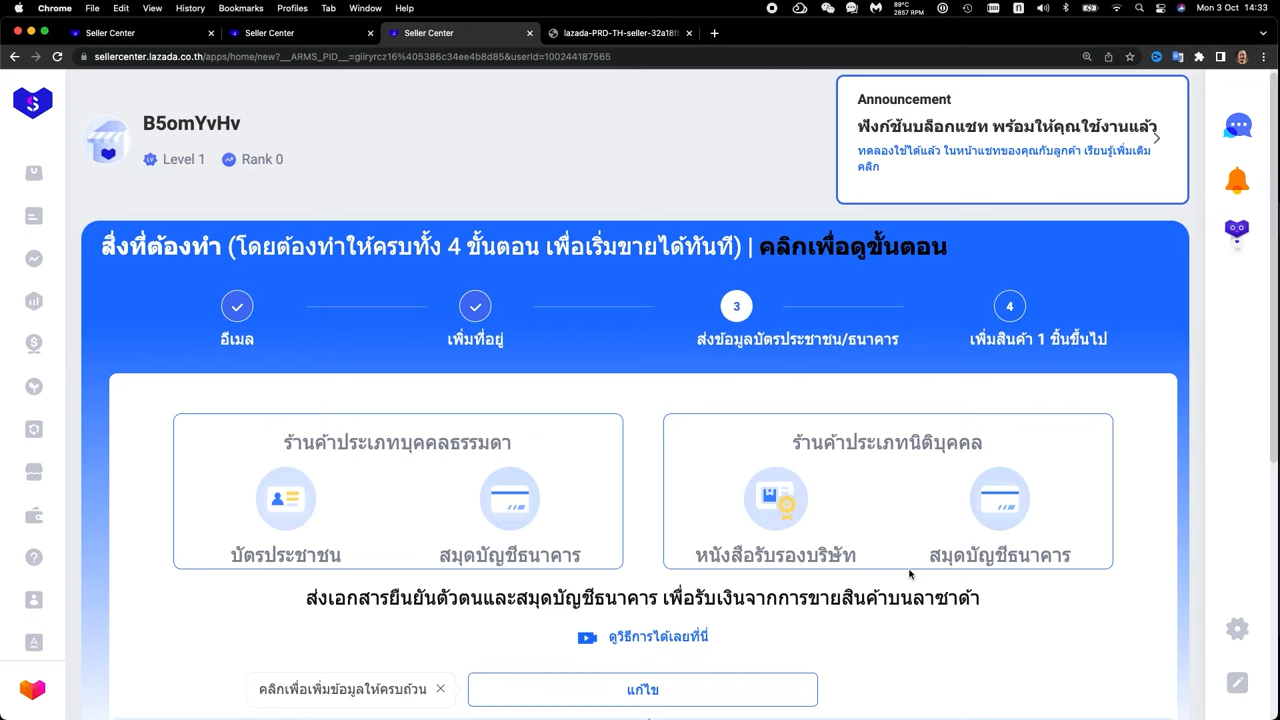 Chrome File Edit View History Bookmarks Profiles Tab Window Help
89°C
2857 RPM
Mon 3 Oct 14:33
Seller Center
Seller Center
Seller Center
lazada-PRD-TH-seller-32a18f
sellercenter.lazada.co.th/apps/home/new?__ARMS_PID__=giiryrcz16%405386c34ee4b8d85&userId=100244187565
B5omYvHv
Level 1 Rank 0
Announcement
ฟังก์ชันบล็อกแชท พร้อมให้คุณใช้งานแล้ว
ทดลองใช้ได้แล้ว ในหน้าแชทของคุณกับลูกค้า เรียนรู้เพิ่มเติม
คลิก
สิ่งที่ต้องทำ (โดยต้องทำให้ครบทั้ง 4 ขั้นตอน เพื่อเริ่มขายได้ทันที) | คลิกเพื่อดูขั้นตอน
3
4
อีเมล
เพิ่มที่อยู่
ส่งข้อมูลบัตรประชาชน/ธนาคาร
เพิ่มสินค้า 1 ชิ้นขึ้นไป
ร้านค้าประเภทบุคคลธรรมดา
บัตรประชาชน
สมุดบัญชีธนาคาร
ร้านค้าประเภทนิติบุคคล
หนังสือรับรองบริษัท
สมุดบัญชีธนาคาร
ส่งเอกสารยืนยันตัวตนและสมุดบัญชีธนาคาร เพื่อรับเงินจากการขายสินค้าบนลาซาด้า
ดูวิธีการได้เลยที่นี่
คลิกเพื่อเพิ่มข้อมูลให้ครบถ้วน
แก้ไข